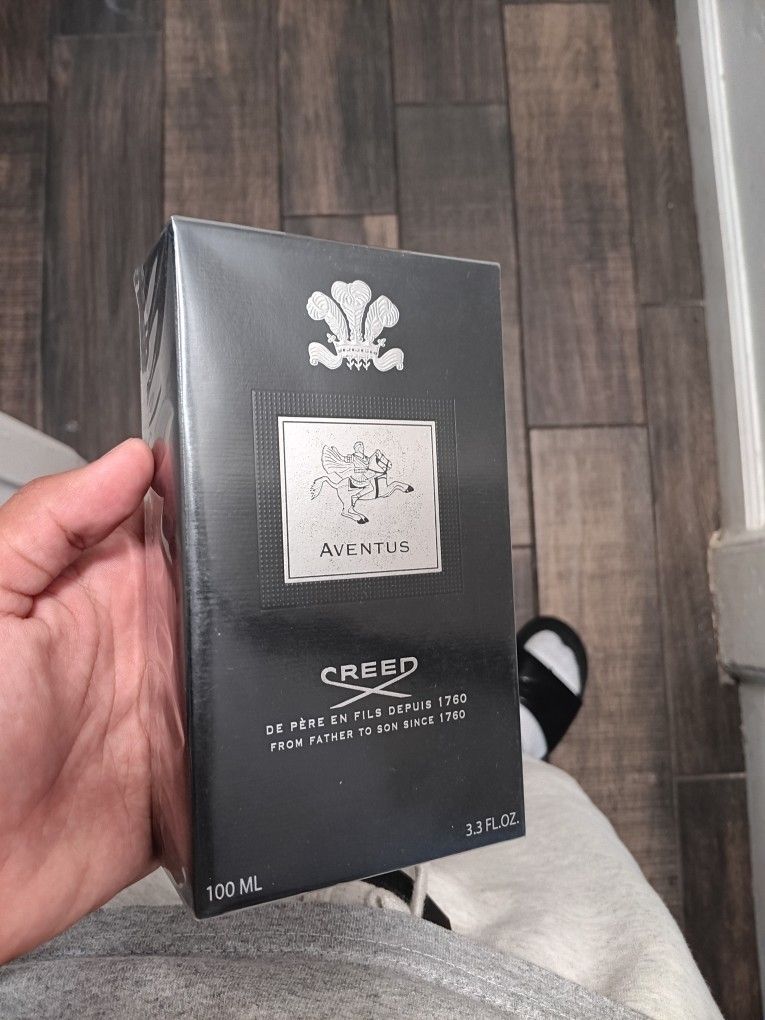 AVENTUS
CREED
DE PÈRE EN FILS DEPUIS 1760
FROM FATHER TO SON SINCE 1760
100 ML
3.3 FL.OZ.